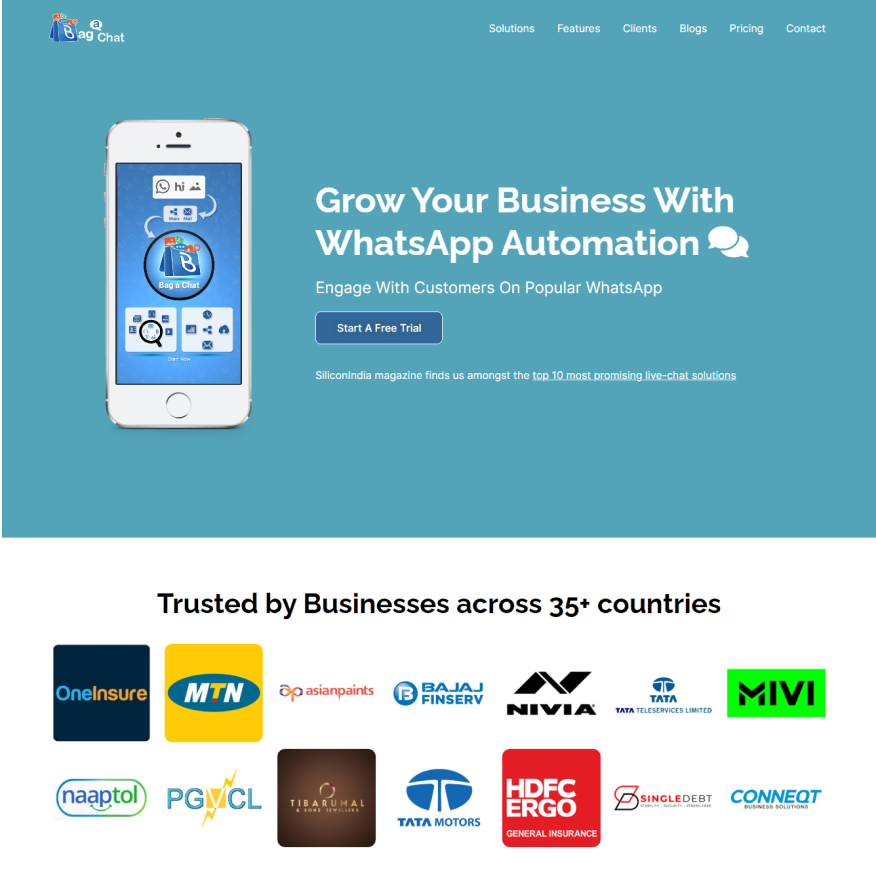 Bag a Chat
Solutions Features Clients Blogs Pricing Contact
hi
Share Mail
B
Bag a Chat
Start Now
Grow Your Business With
WhatsApp Automation
Engage With Customers On Popular WhatsApp
Start A Free Trial
SiliconIndia magazine finds us amongst the top 10 most promising live-chat solutions
Trusted by Businesses across 35+ countries
OneInsure
MTN
asianpaints
B BAJAJ
FINSERV
NIVIA
TATA
TATA TELESERVICES LIMITED
MIVI
naaptol
PGVCL
TIBARUMAL
& SONS JEWELLERS
TATA MOTORS
HDFC
ERGO
GENERAL INSURANCE
SINGLEDEBT
STABILITY - SECURITY - STRESS-FREE
CONNEQT
BUSINESS SOLUTIONS